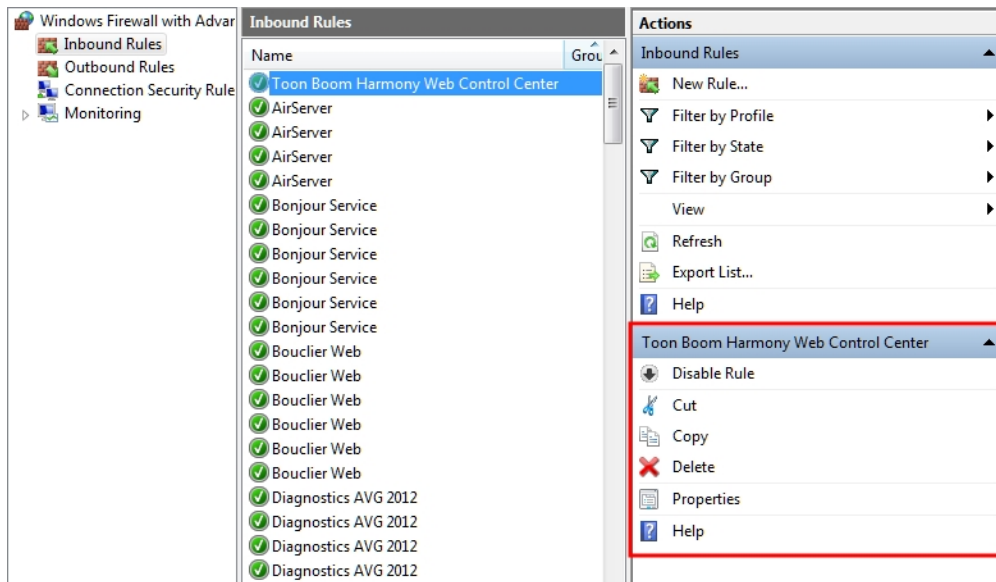 Windows Firewall with Advar
Inbound Rules
Outbound Rules
Connection Security Rule
Monitoring
Inbound Rules
Name
Grou
Toon Boom Harmony Web Control Center
AirServer
AirServer
AirServer
AirServer
Bonjour Service
Bonjour Service
Bonjour Service
Bonjour Service
Bonjour Service
Bonjour Service
Bouclier Web
Bouclier Web
Bouclier Web
Bouclier Web
Bouclier Web
Bouclier Web
Diagnostics AVG 2012
Diagnostics AVG 2012
Diagnostics AVG 2012
Diagnostics AVG 2012
Actions
Inbound Rules
New Rule...
Filter by Profile
Filter by State
Filter by Group
View
Refresh
Export List...
Help
Toon Boom Harmony Web Control Center
Disable Rule
Cut
Copy
Delete
Properties
Help